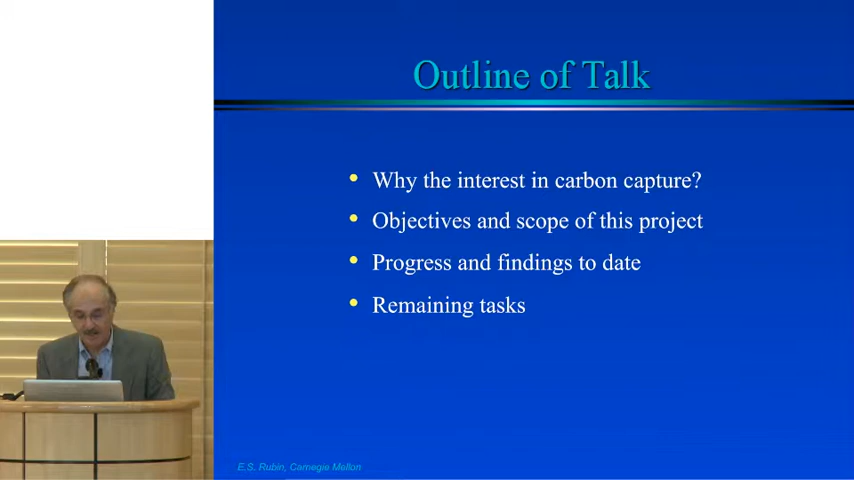 Outline of Talk
• Why the interest in carbon capture?
• Objectives and scope of this project
• Progress and findings to date
• Remaining tasks
E.S. Rubin, Carnegie Mellon